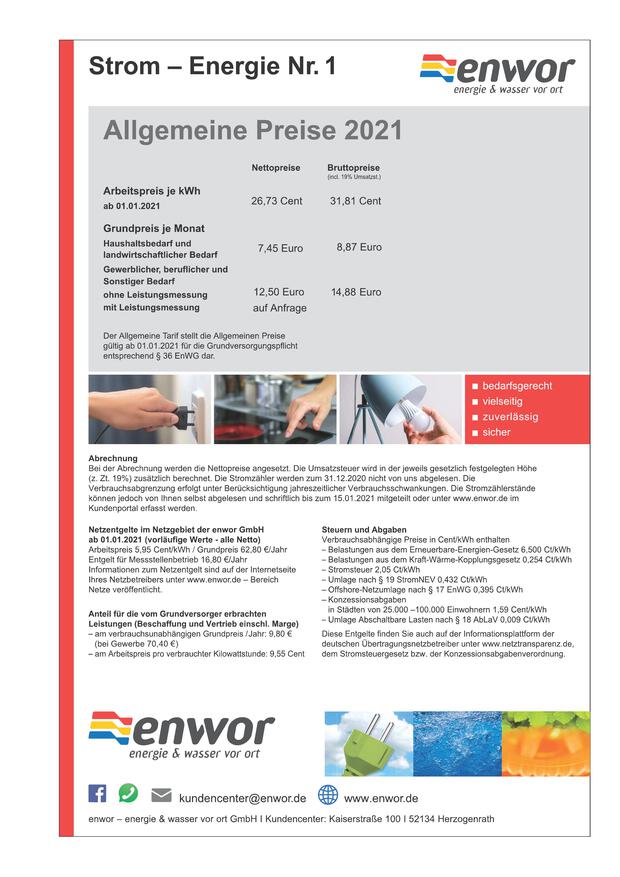 Strom – Energie Nr. 1
enwor
energie & wasser vor ort
Allgemeine Preise 2021
Nettopreise Bruttopreise
(incl. 19% Umsatzst.)
Arbeitspreis je kWh
ab 01.01.2021 26,73 Cent 31,81 Cent
Grundpreis je Monat
Haushaltsbedarf und
landwirtschaftlicher Bedarf 7,45 Euro 8,87 Euro
Gewerblicher, beruflicher und
Sonstiger Bedarf
ohne Leistungsmessung 12,50 Euro 14,88 Euro
mit Leistungsmessung auf Anfrage
Der Allgemeine Tarif stellt die Allgemeinen Preise
gültig ab 01.01.2021 für die Grundversorgungspflicht
entsprechend § 36 EnWG dar.
■ bedarfsgerecht
■ vielseitig
■ zuverlässig
■ sicher
Abrechnung
Bei der Abrechnung werden die Nettopreise angesetzt. Die Umsatzsteuer wird in der jeweils gesetzlich festgelegten Höhe
(z. Zt. 19%) zusätzlich berechnet. Die Stromzähler werden zum 31.12.2020 nicht von uns abgelesen. Die
Verbrauchsabgrenzung erfolgt unter Berücksichtigung jahreszeitlicher Verbrauchsschwankungen. Die Stromzählerstände
können jedoch von Ihnen selbst abgelesen und schriftlich bis zum 15.01.2021 mitgeteilt oder unter www.enwor.de im
Kundenportal erfasst werden.
Netzentgelte im Netzgebiet der enwor GmbH
ab 01.01.2021 (vorläufige Werte - alle Netto)
Arbeitspreis 5,95 Cent/kWh / Grundpreis 62,80 €/Jahr
Entgelt für Messstellenbetrieb 16,80 €/Jahr
Informationen zum Netzentgelt sind auf der Internetseite
Ihres Netzbetreibers unter www.enwor.de – Bereich
Netze veröffentlicht.
Anteil für die vom Grundversorger erbrachten
Leistungen (Beschaffung und Vertrieb einschl. Marge)
– am verbrauchsunabhängigen Grundpreis /Jahr: 9,80 €
(bei Gewerbe 70,40 €)
– am Arbeitspreis pro verbrauchter Kilowattstunde: 9,55 Cent
Steuern und Abgaben
Verbrauchsabhängige Preise in Cent/kWh enthalten
– Belastungen aus dem Erneuerbare-Energien-Gesetz 6,500 Ct/kWh
– Belastungen aus dem Kraft-Wärme-Kopplungsgesetz 0,254 Ct/kWh
– Stromsteuer 2,05 Ct/kWh
– Umlage nach § 19 StromNEV 0,432 Ct/kWh
– Offshore-Netzumlage nach § 17 EnWG 0,395 Ct/kWh
– Konzessionsabgaben
in Städten von 25.000 –100.000 Einwohnern 1,59 Cent/kWh
– Umlage Abschaltbare Lasten nach § 18 AbLaV 0,009 Ct/kWh
Diese Entgelte finden Sie auch auf der Informationsplattform der
deutschen Übertragungsnetzbetreiber unter www.netztransparenz.de,
dem Stromsteuergesetz bzw. der Konzessionsabgabenverordnung.
enwor
energie & wasser vor ort
kundencenter@enwor.de www.enwor.de
enwor – energie & wasser vor ort GmbH I Kundencenter: Kaiserstraße 100 I 52134 Herzogenrath